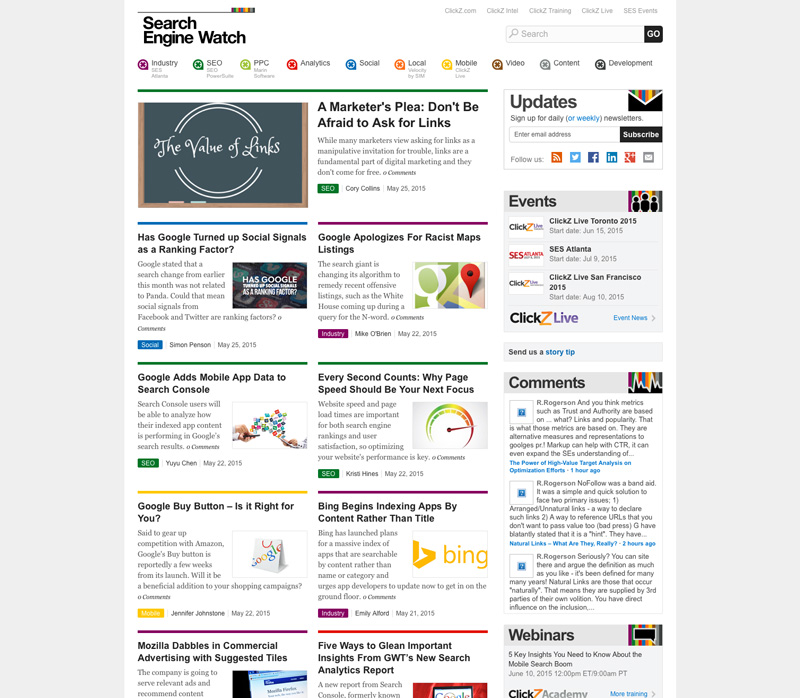 ClickZ.com ClickZ Intel ClickZ Training ClickZ Live SES Events
Search
Engine Watch
Search GO
Industry SEO PPC Analytics Social Local Mobile Video Content Development
SES SEO Marin Velocity ClickZ
Atlanta PowerSuite Software by SIM Live
The Value of Links
A Marketer's Plea: Don't Be
Afraid to Ask for Links
While many marketers view asking for links as a
manipulative invitation for trouble, links are a
fundamental part of digital marketing and they
don't come for free. 0 Comments
SEO Cory Collins May 25, 2015
Has Google Turned up Social Signals
as a Ranking Factor?
Google stated that a
search change from earlier
this month was not related
to Panda. Could that mean
social signals from
Facebook and Twitter are ranking factors? 0
Comments
HAS GOOGLE
TURNED UP SOCIAL SIGNALS
AS A RANKING FACTOR?
Social Simon Penson May 25, 2015
Google Apologizes For Racist Maps
Listings
The search giant is
changing its algorithm to
remedy recent offensive
listings, such as the White
House coming up during a
query for the N-word. 0 Comments
Industry Mike O'Brien May 22, 2015
Google Adds Mobile App Data to
Search Console
Search Console users will
be able to analyze how
their indexed app content
is performing in Google's
search results. 0 Comments
SEO Yuyu Chen May 22, 2015
Every Second Counts: Why Page
Speed Should Be Your Next Focus
Website speed and page
load times are important
for both search engine
rankings and user
satisfaction, so optimizing
your website's performance is key. 0 Comments
SEO Kristi Hines May 22, 2015
Google Buy Button – Is it Right for
You?
Said to gear up
competition with Amazon,
Google's Buy button is
reportedly a few weeks
from its launch. Will it be
a beneficial addition to your shopping campaigns?
0 Comments
Google
Mobile Jennifer Johnstone May 22, 2015
Bing Begins Indexing Apps By
Content Rather Than Title
Bing has launched plans
for a massive index of
apps that are searchable
by content rather than
name or category and
urges app developers to update now to get in on the
ground floor. 0 Comments
bing
Industry Emily Alford May 21, 2015
Mozilla Dabbles in Commercial
Advertising with Suggested Tiles
The company is going to
serve relevant ads and
recommend content
Mozilla Firefox
Five Ways to Glean Important
Insights From GWT's New Search
Analytics Report
A new report from Search
Console, formerly known
Google
Updates
Sign up for daily (or weekly) newsletters.
Enter email address Subscribe
Follow us:
Events
ClickZ Live
ClickZ Live Toronto 2015
Start date: Jun 15, 2015
SES ATLANTA
SES Atlanta
Start date: Jul 9, 2015
ClickZ Live
ClickZ Live San Francisco
2015
Start date: Aug 10, 2015
ClickZ Live Event News
Send us a story tip
Comments
R.Rogerson And you think metrics
such as Trust and Authority are based
on ... what? Links and popularity. That
is what those metrics are based on. They are
alternative measures and representations to
goolges pr.! Markup can help with CTR, it can
even expand the SEs understanding of...
The Power of High-Value Target Analysis on
Optimization Efforts · 1 hour ago
R.Rogerson NoFollow was a band aid.
It was a simple and quick solution to
face two primary issues; 1)
Arranged/Unnatural links - a way to declare
such links 2) A way to reference URLs that you
don't want to pass value too (bad press) G have
blatantly stated that it is a "hint". They have...
Natural Links – What Are They, Really? · 2 hours ago
R.Rogerson Seriously? You can site
there and argue the definition as much
as you like - it's been defined for many
many years! Natural Links are those that occur
"naturally". That means they are supplied by 3rd
parties of their own volition. You have direct
influence on the inclusion,...
Webinars
5 Key Insights You Need to Know About the
Mobile Search Boom
June 10, 2015 12:00pm ET/9:00am PT
ClickZ Academy More training